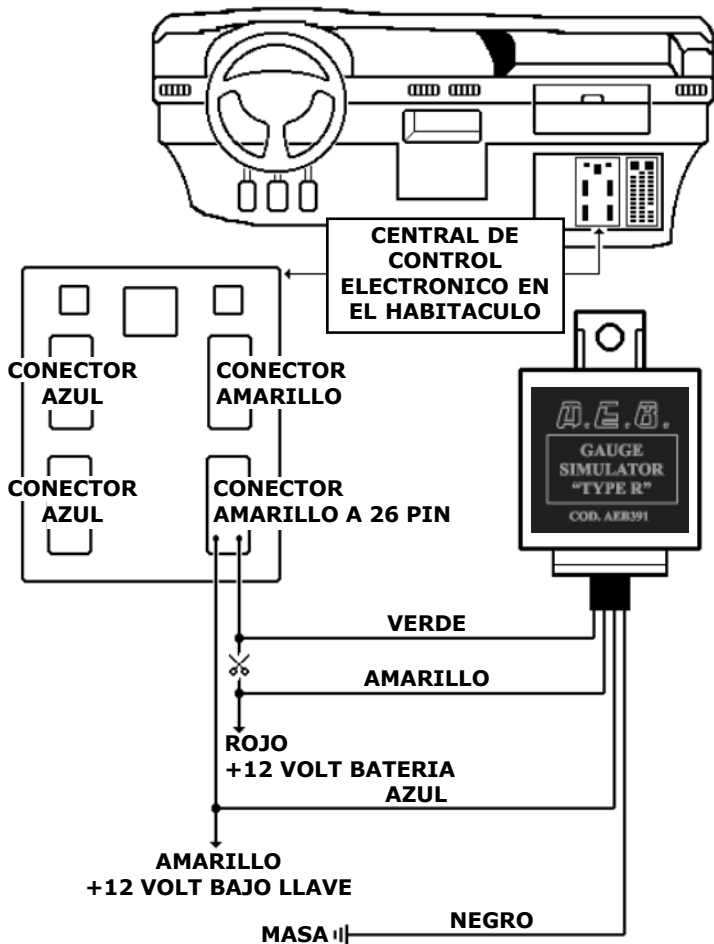 CENTRAL DE
CONTROL
ELECTRONICO EN
EL HABITACULO
CONECTOR
AZUL
CONECTOR
AMARILLO
CONECTOR
AZUL
CONECTOR
AMARILLO A 26 PIN
A.E.B.
GAUGE
SIMULATOR
"TYPE R"
COD. AEB391
VERDE
AMARILLO
ROJO
+12 VOLT BATERIA
AZUL
AMARILLO
+12 VOLT BAJO LLAVE
NEGRO
MASA